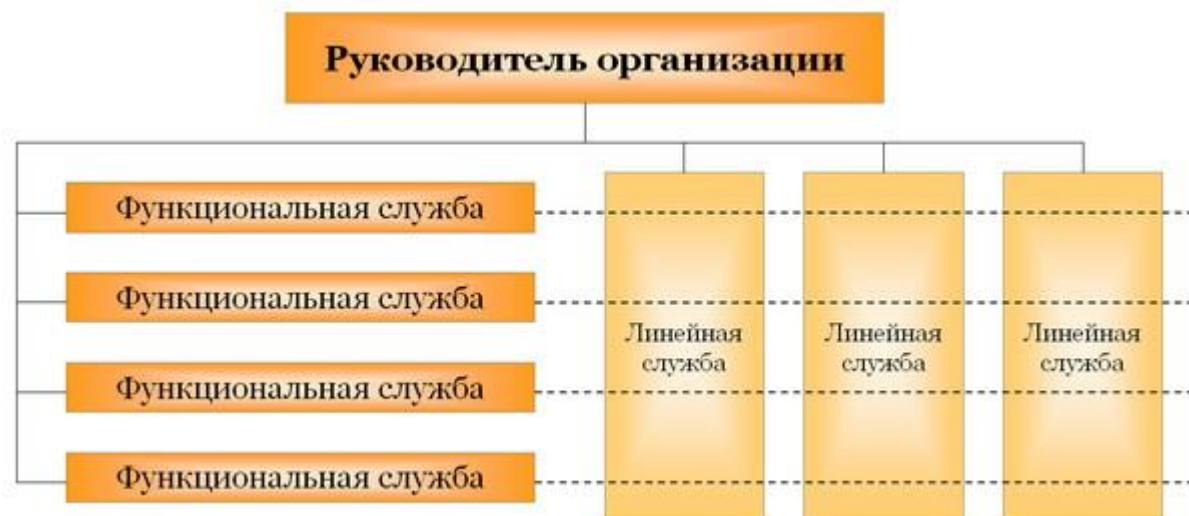 Руководитель организации
Функциональная служба
Функциональная служба
Функциональная служба
Функциональная служба
Линейная
служба
Линейная
служба
Линейная
служба